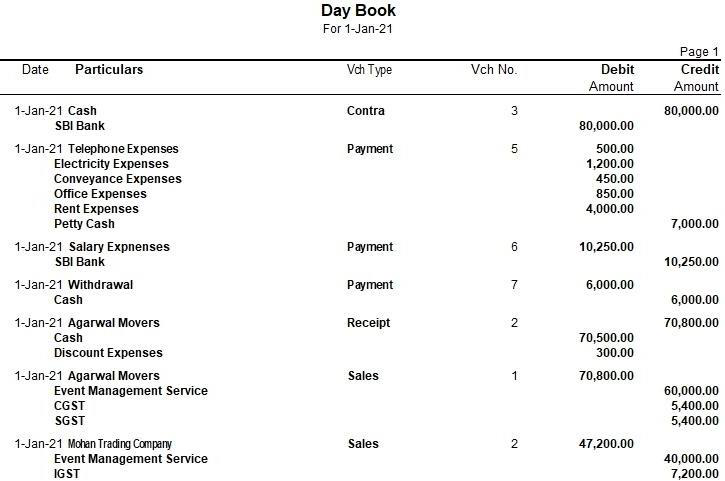 Day Book
For 1-Jan-21
Page 1
Date Particulars Vch Type Vch No. Debit Credit
Amount Amount
1-Jan-21 Cash Contra 3 80,000.00
SBI Bank 80,000.00
1-Jan-21 Telephone Expenses Payment 5 500.00
Electricity Expenses 1,200.00
Conveyance Expenses 450.00
Office Expenses 850.00
Rent Expenses 4,000.00
Petty Cash 7,000.00
1-Jan-21 Salary Expnenses Payment 6 10,250.00
SBI Bank 10,250.00
1-Jan-21 Withdrawal Payment 7 6,000.00
Cash 6,000.00
1-Jan-21 Agarwal Movers Receipt 2 70,800.00
Cash 70,500.00
Discount Expenses 300.00
1-Jan-21 Agarwal Movers Sales 1 70,800.00
Event Management Service 60,000.00
CGST 5,400.00
SGST 5,400.00
1-Jan-21 Mohan Trading Company Sales 2 47,200.00
Event Management Service 40,000.00
IGST 7,200.00